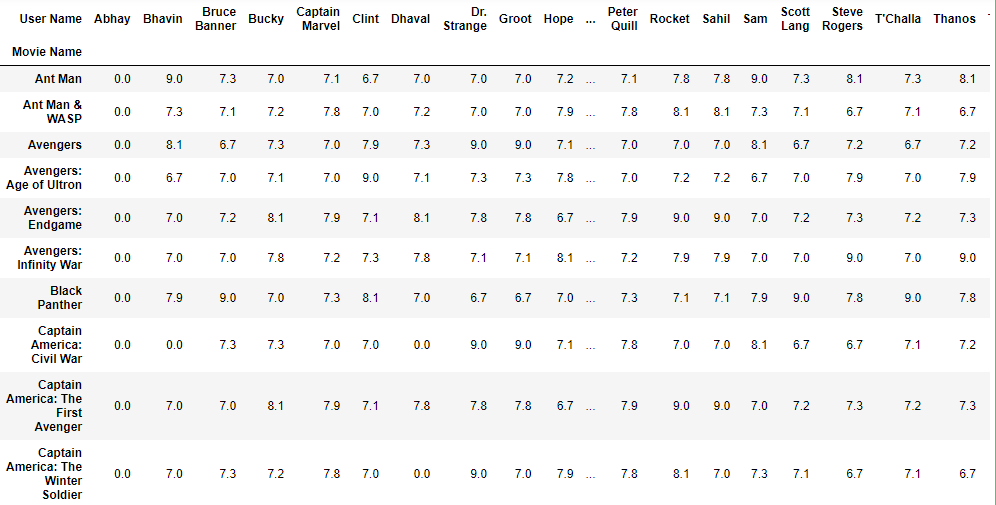 User Name Abhay Bhavin Bruce Banner Bucky Captain Marvel Clint Dhaval Dr. Strange Groot Hope ... Peter Quill Rocket Sahil Sam Scott Lang Steve Rogers T'Challa Thanos
Movie Name
Ant Man 0.0 9.0 7.3 7.0 7.1 6.7 7.0 7.0 7.0 7.2 ... 7.1 7.8 7.8 9.0 7.3 8.1 7.3 8.1
Ant Man & WASP 0.0 7.3 7.1 7.2 7.8 7.0 7.2 7.0 7.0 7.9 ... 7.8 8.1 8.1 7.3 7.1 6.7 7.1 6.7
Avengers 0.0 8.1 6.7 7.3 7.0 7.9 7.3 9.0 9.0 7.1 ... 7.0 7.0 7.0 8.1 6.7 7.2 6.7 7.2
Avengers: Age of Ultron 0.0 6.7 7.0 7.1 7.0 9.0 7.1 7.3 7.3 7.8 ... 7.0 7.2 7.2 6.7 7.0 7.9 7.0 7.9
Avengers: Endgame 0.0 7.0 7.2 8.1 7.9 7.1 8.1 7.8 7.8 6.7 ... 7.9 9.0 9.0 7.0 7.2 7.3 7.2 7.3
Avengers: Infinity War 0.0 7.0 7.0 7.8 7.2 7.3 7.8 7.1 7.1 8.1 ... 7.2 7.9 7.9 7.0 7.0 9.0 7.0 9.0
Black Panther 0.0 7.9 9.0 7.0 7.3 8.1 7.0 6.7 6.7 7.0 ... 7.3 7.1 7.1 7.9 9.0 7.8 9.0 7.8
Captain America: Civil War 0.0 0.0 7.3 7.3 7.0 7.0 0.0 9.0 9.0 7.1 ... 7.8 7.0 7.0 8.1 6.7 6.7 7.1 7.2
Captain America: The First Avenger 0.0 7.0 7.0 8.1 7.9 7.1 7.8 7.8 7.8 6.7 ... 7.9 9.0 9.0 7.0 7.2 7.3 7.2 7.3
Captain America: The Winter Soldier 0.0 7.0 7.3 7.2 7.8 7.0 0.0 9.0 7.0 7.9 ... 7.8 8.1 7.0 7.3 7.1 6.7 7.1 6.7